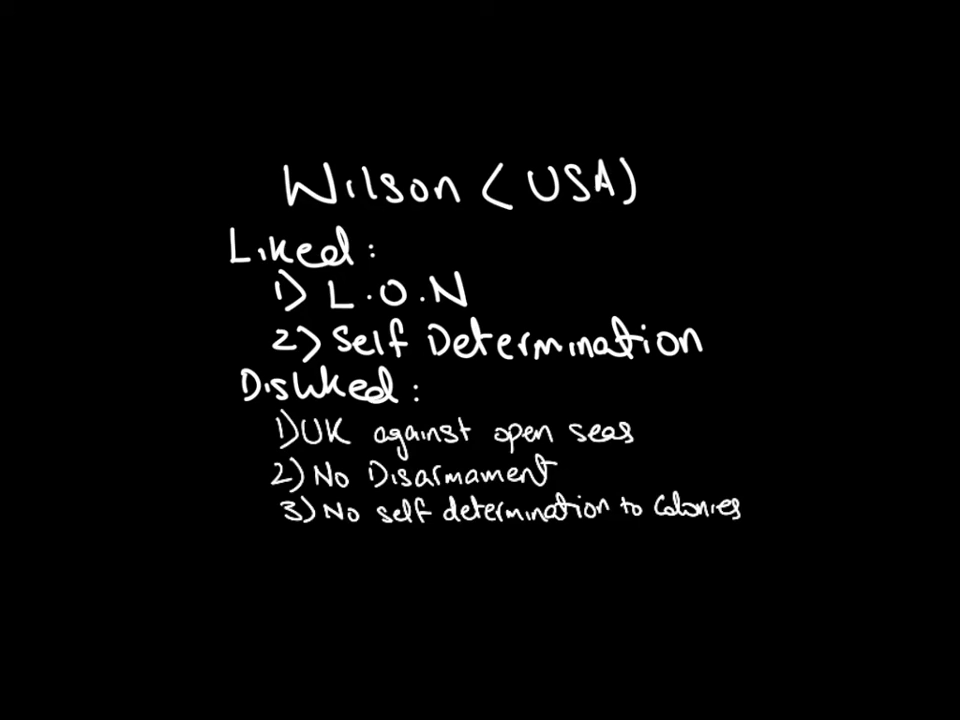 Wilson (USA)
Liked:
1) L.O.N
2) Self Determination
Disliked:
1) UK against open seas
2) No Disarmament
3) No self determination to Colonies